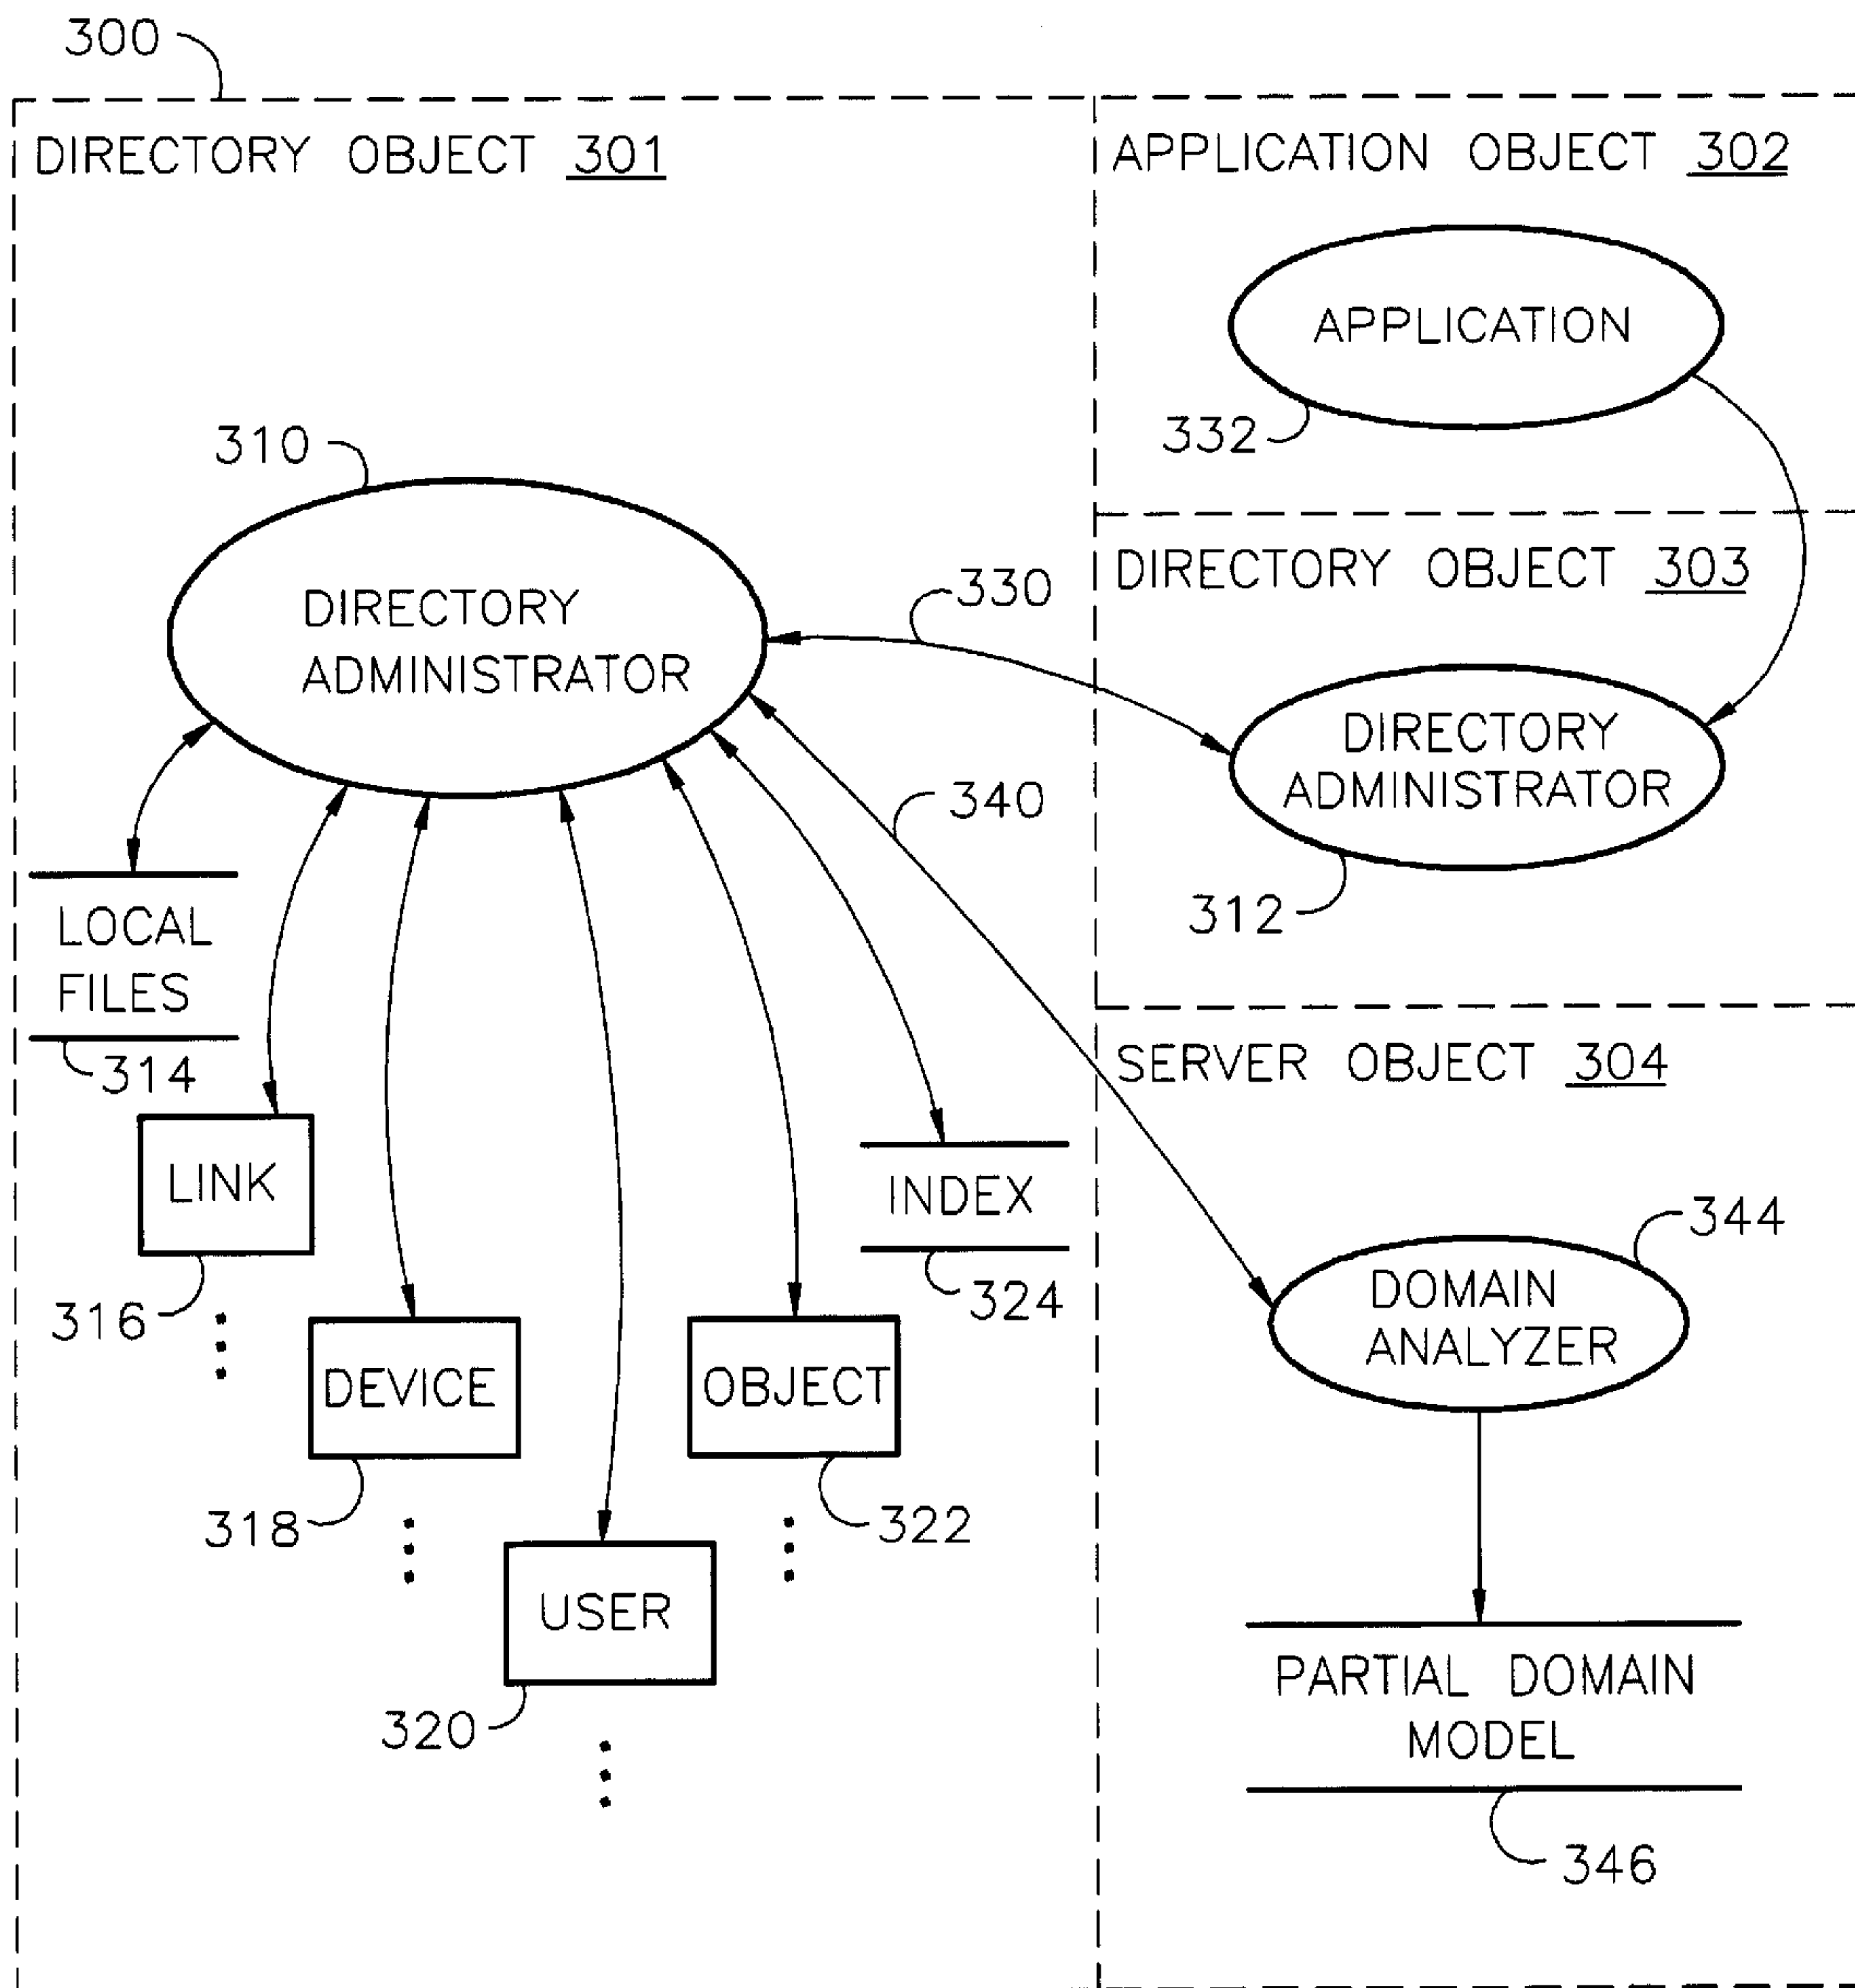 300
DIRECTORY OBJECT 301
310
DIRECTORY
ADMINISTRATOR
330
340
LOCAL
FILES
314
LINK
316
DEVICE
318
USER
320
OBJECT
322
INDEX
324
APPLICATION OBJECT 302
APPLICATION
332
DIRECTORY OBJECT 303
DIRECTORY
ADMINISTRATOR
312
SERVER OBJECT 304
344
DOMAIN
ANALYZER
PARTIAL DOMAIN
MODEL
346